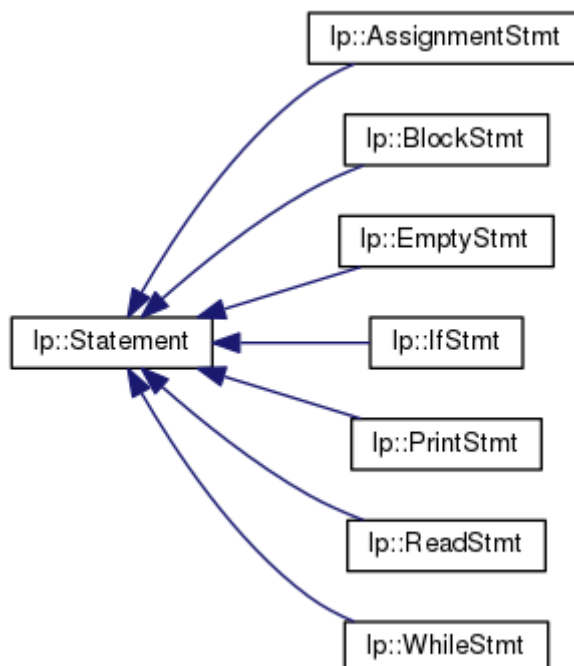 lp::AssignmentStmt
lp::BlockStmt
lp::EmptyStmt
lp::Statement
lp::IfStmt
lp::PrintStmt
lp::ReadStmt
lp::WhileStmt